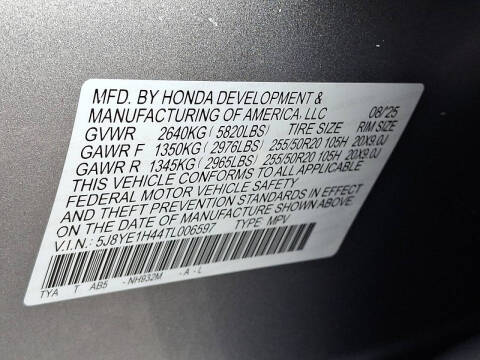 MFD. BY HONDA DEVELOPMENT &
MANUFACTURING OF AMERICA, LLC 08/25
GVWR 2640KG (5820LBS) TIRE SIZE RIM SIZE
GAWR F 1350KG (2976LBS) 255/50R20 105H 20X9.0J
GAWR R 1345KG (2965LBS) 255/50R20 105H 20X9.0J
THIS VEHICLE CONFORMS TO ALL
FEDERAL MOTOR VEHICLE SAFETY
AND THEFT PREVENTION STANDARDS IN EFFECT
ON THE DATE OF MANUFACTURE SHOWN ABOVE.
V.I.N.: 5J8YE1H44TL006597 TYPE: MPV
TYA T AB5 -NH932M -A-L